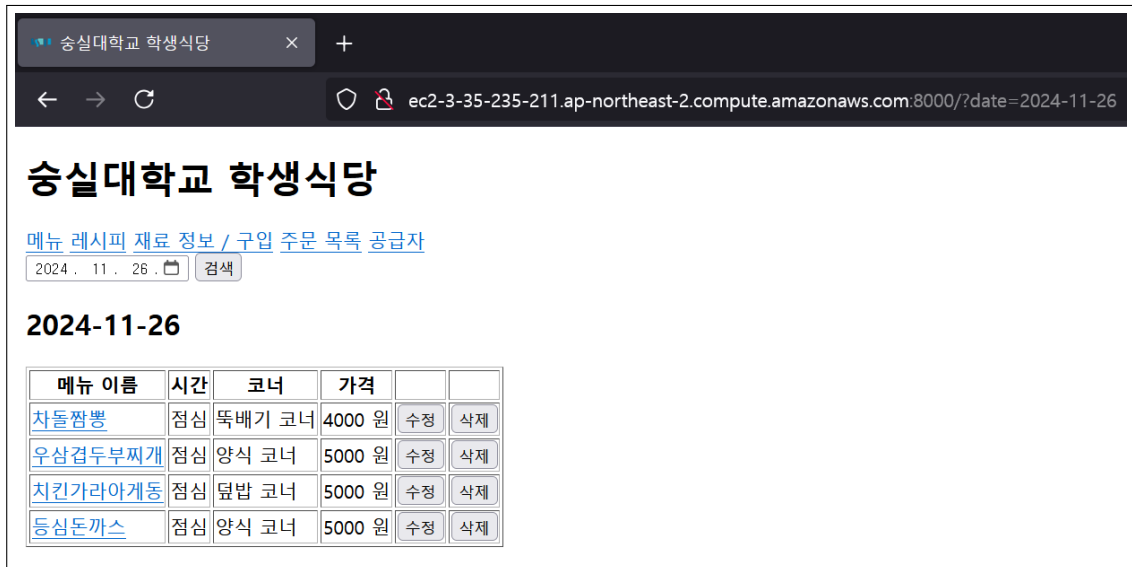 숭실대학교 학생식당
ec2-3-35-235-211.ap-northeast-2.compute.amazonaws.com:8000/?date=2024-11-26
숭실대학교 학생식당
메뉴 레시피 재료 정보 / 구입 주문 목록 공급자
2024. 11. 26. 검색
2024-11-26
메뉴 이름 시간 코너 가격
차돌짬뽕 점심 뚝배기 코너 4000 원 수정 삭제
우삼겹두부찌개 점심 양식 코너 5000 원 수정 삭제
치킨가라아게동 점심 덮밥 코너 5000 원 수정 삭제
등심돈까스 점심 양식 코너 5000 원 수정 삭제